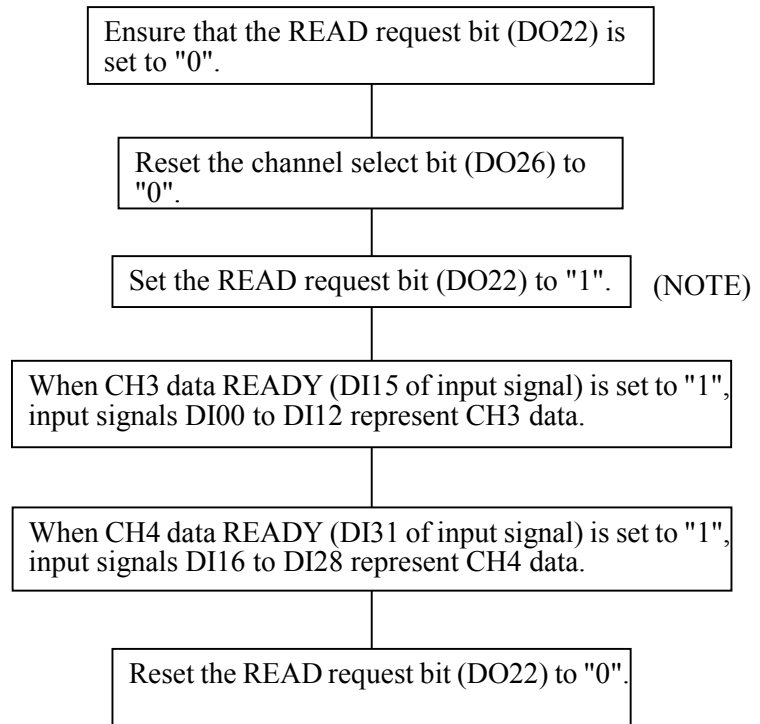 Ensure that the READ request bit (DO22) is
set to "0".
Reset the channel select bit (DO26) to
"0".
Set the READ request bit (DO22) to "1".
(NOTE)
When CH3 data READY (DI15 of input signal) is set to "1",
input signals DI00 to DI12 represent CH3 data.
When CH4 data READY (DI31 of input signal) is set to "1",
input signals DI16 to DI28 represent CH4 data.
Reset the READ request bit (DO22) to "0".